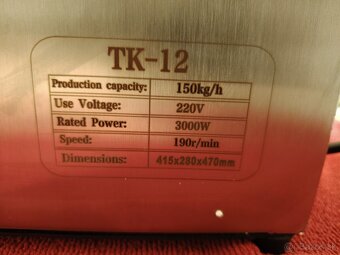 TK-12
Production capacity: 150kg/h
Use Voltage: 220V
Rated Power: 3000W
Speed: 190r/min
Dimensions: 415x280x470mm